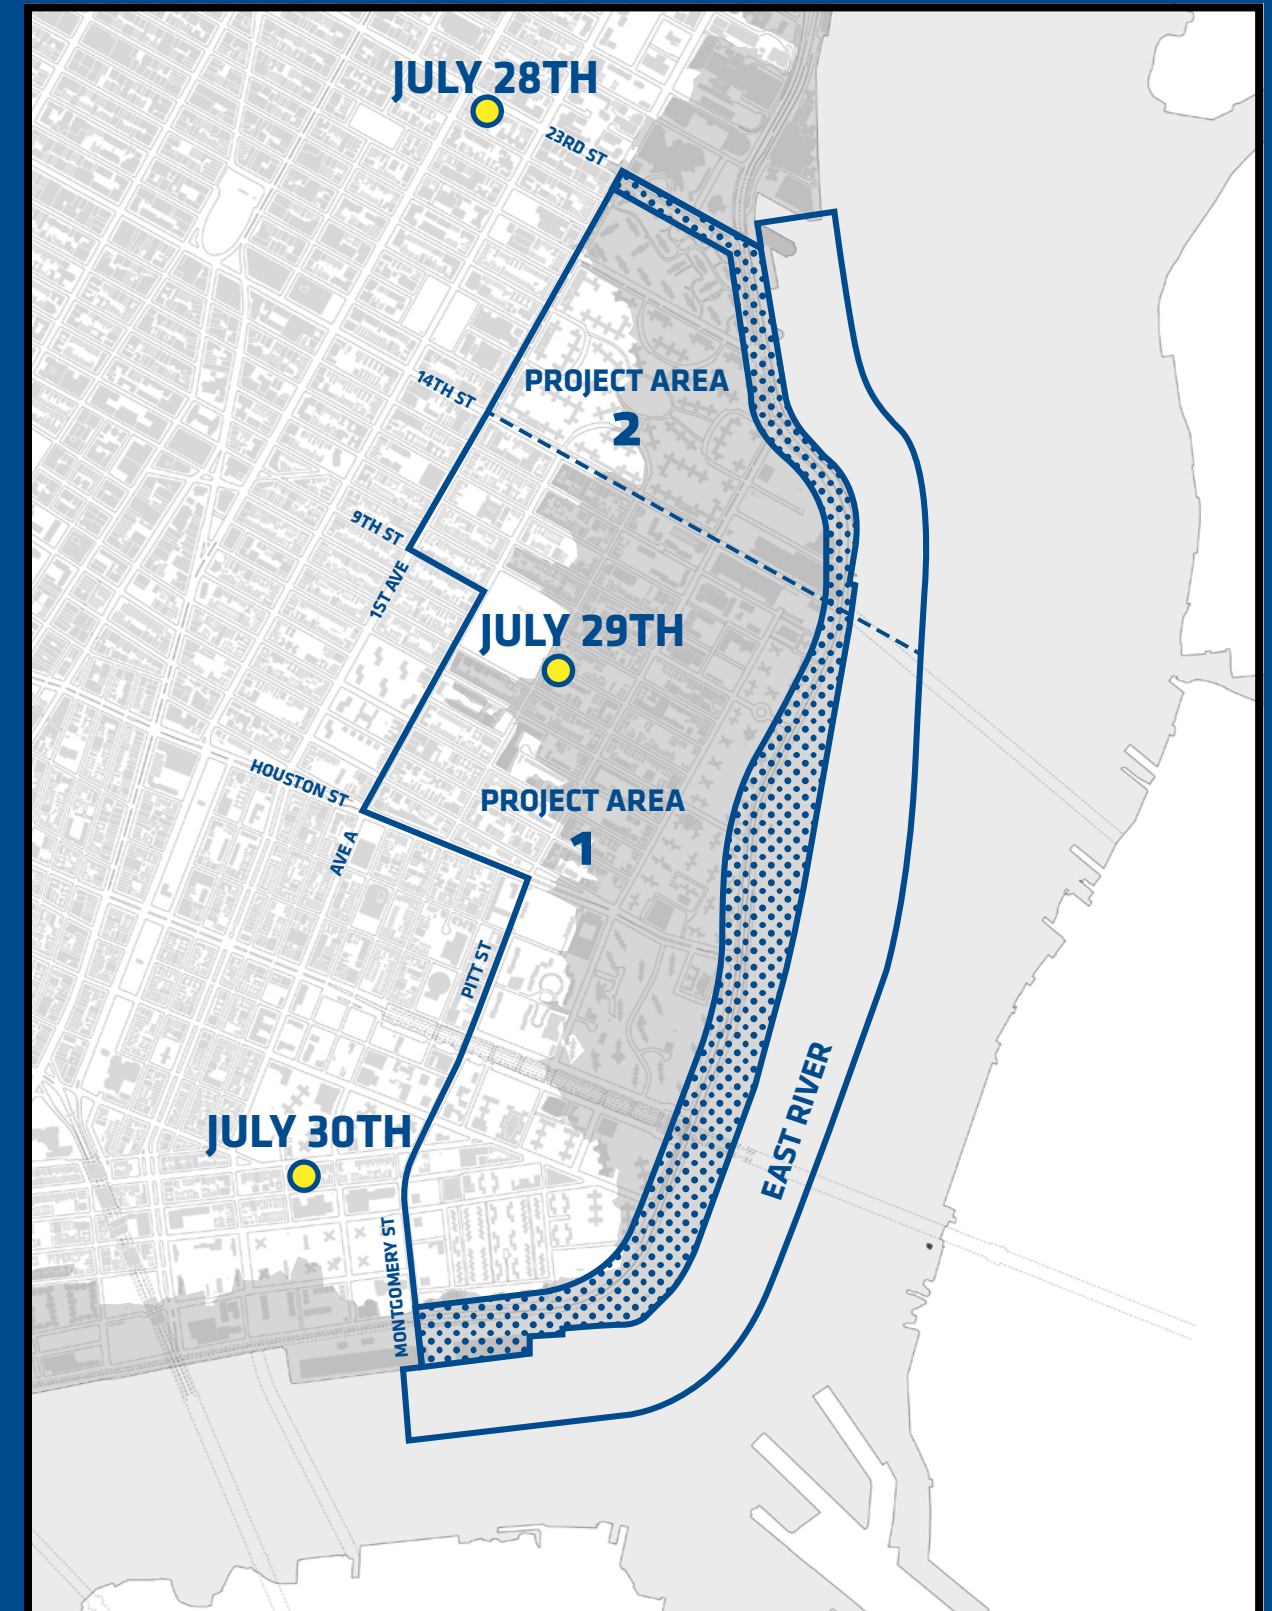 JULY 28TH
23RD ST
PROJECT AREA
2
14TH ST
9TH ST
1ST AVE
JULY 29TH
HOUSTON ST
PROJECT AREA
1
AVE A
PITT ST
EAST RIVER
JULY 30TH
MONTGOMERY ST